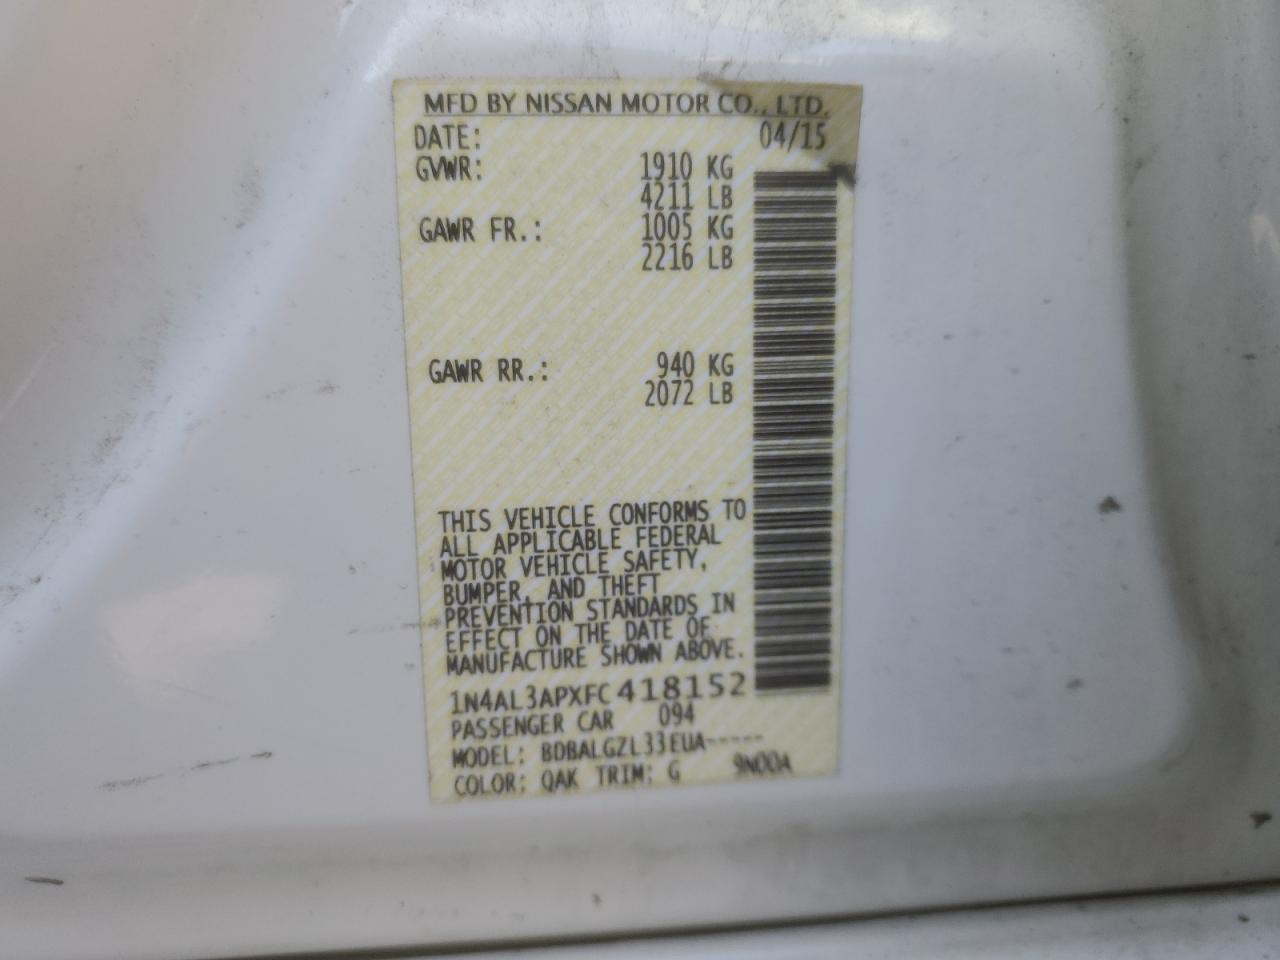 MFD BY NISSAN MOTOR CO., LTD.
DATE: 04/15
GVWR: 1910 KG
4211 LB
GAWR FR.: 1005 KG
2216 LB
GAWR RR.: 940 KG
2072 LB
THIS VEHICLE CONFORMS TO
ALL APPLICABLE FEDERAL
MOTOR VEHICLE SAFETY,
BUMPER, AND THEFT
PREVENTION STANDARDS IN
EFFECT ON THE DATE OF
MANUFACTURE SHOWN ABOVE.
1N4AL3APXFC418152
PASSENGER CAR 094
MODEL: BDBALGZL33EUA-----
COLOR: QAK TRIM: G 9N00A